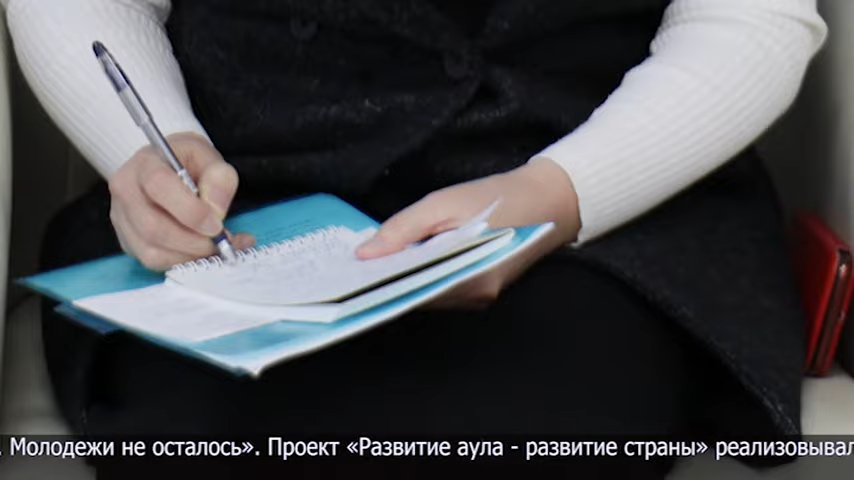 . Молодежи не осталось». Проект «Развитие аула - развитие страны» реализовывал